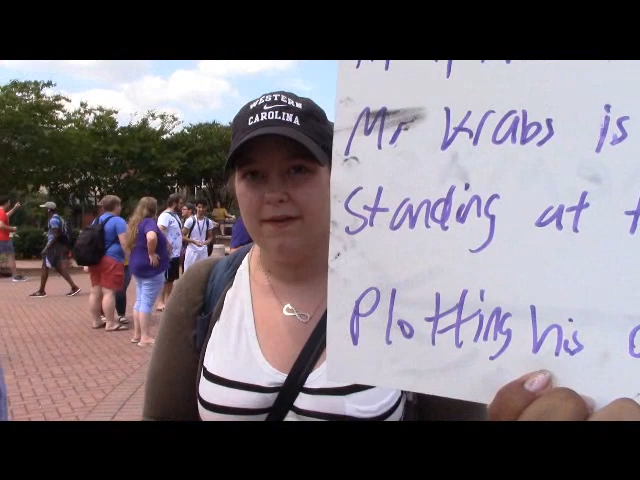 WESTERN
CAROLINA
Mr Krabs is
Standing at
Plotting his